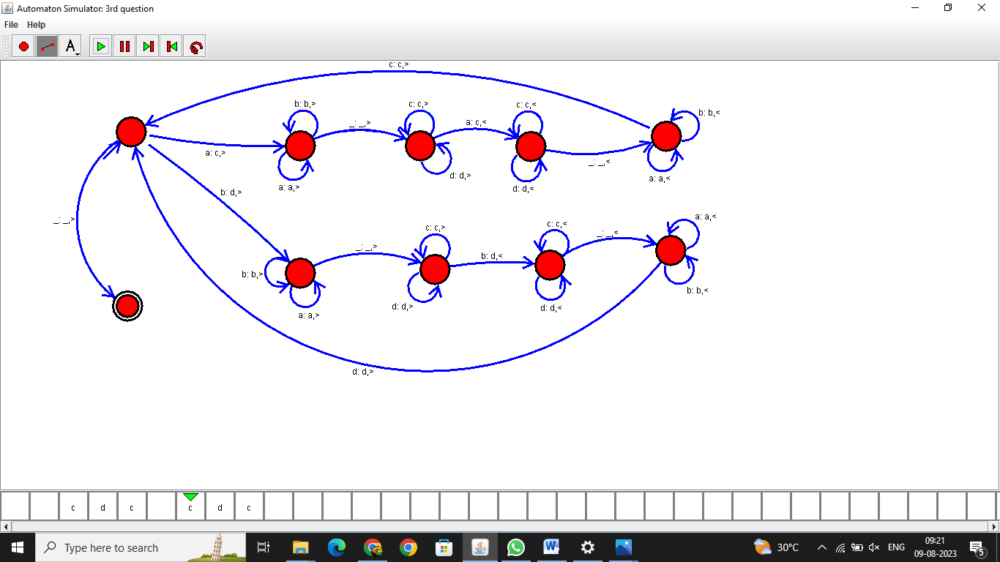 Automaton Simulator: 3rd question
File Help
A
c: c,>
b: b,>
_: _,>
c: c,>
a: c,<
c: c,<
b: b,<
a: c,>
a: a,>
d: d,>
d: d,<
_: _,<
a: a,<
b: d,>
_: _,>
b: b,>
a: a,>
_: _,>
c: c,>
d: d,>
b: d,<
c: c,<
d: d,<
_: _,<
a: a,<
b: b,<
d: d,>
c d c c d c
Type here to search
30°C
ENG
09:21
09-08-2023
5